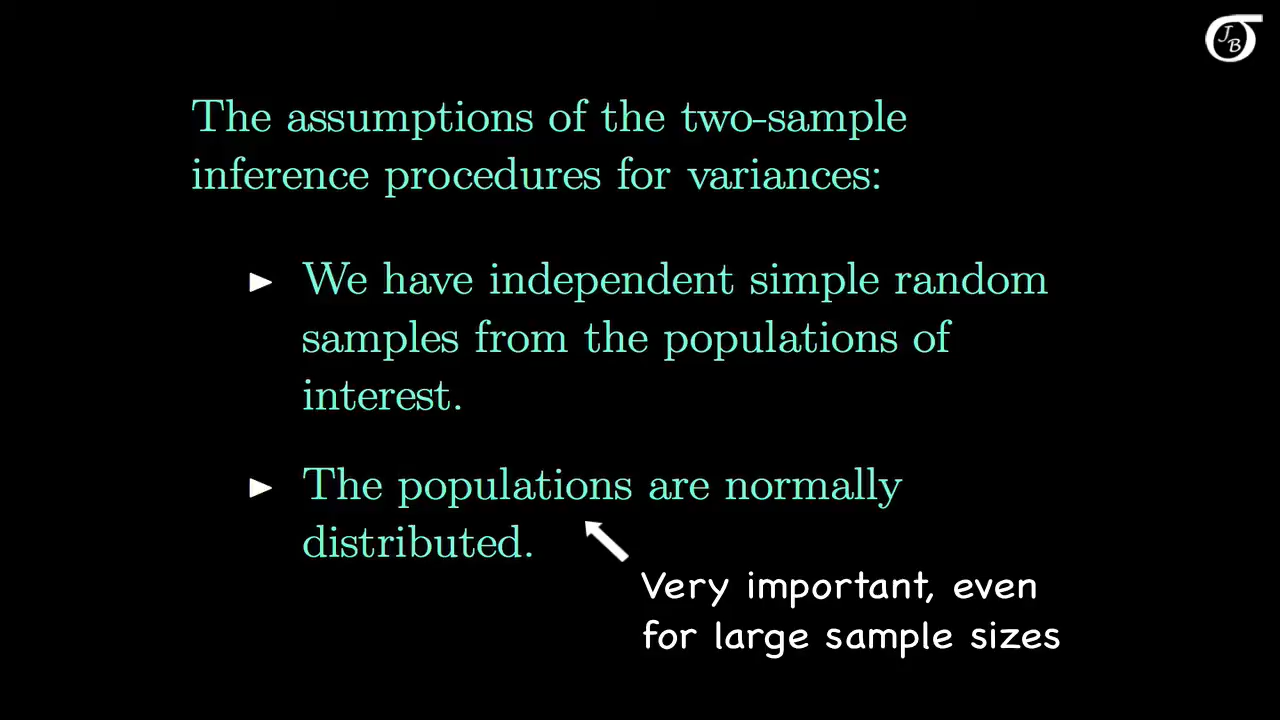 J
B
The assumptions of the two-sample
inference procedures for variances:
► We have independent simple random
samples from the populations of
interest.
► The populations are normally
distributed.
Very important, even
for large sample sizes